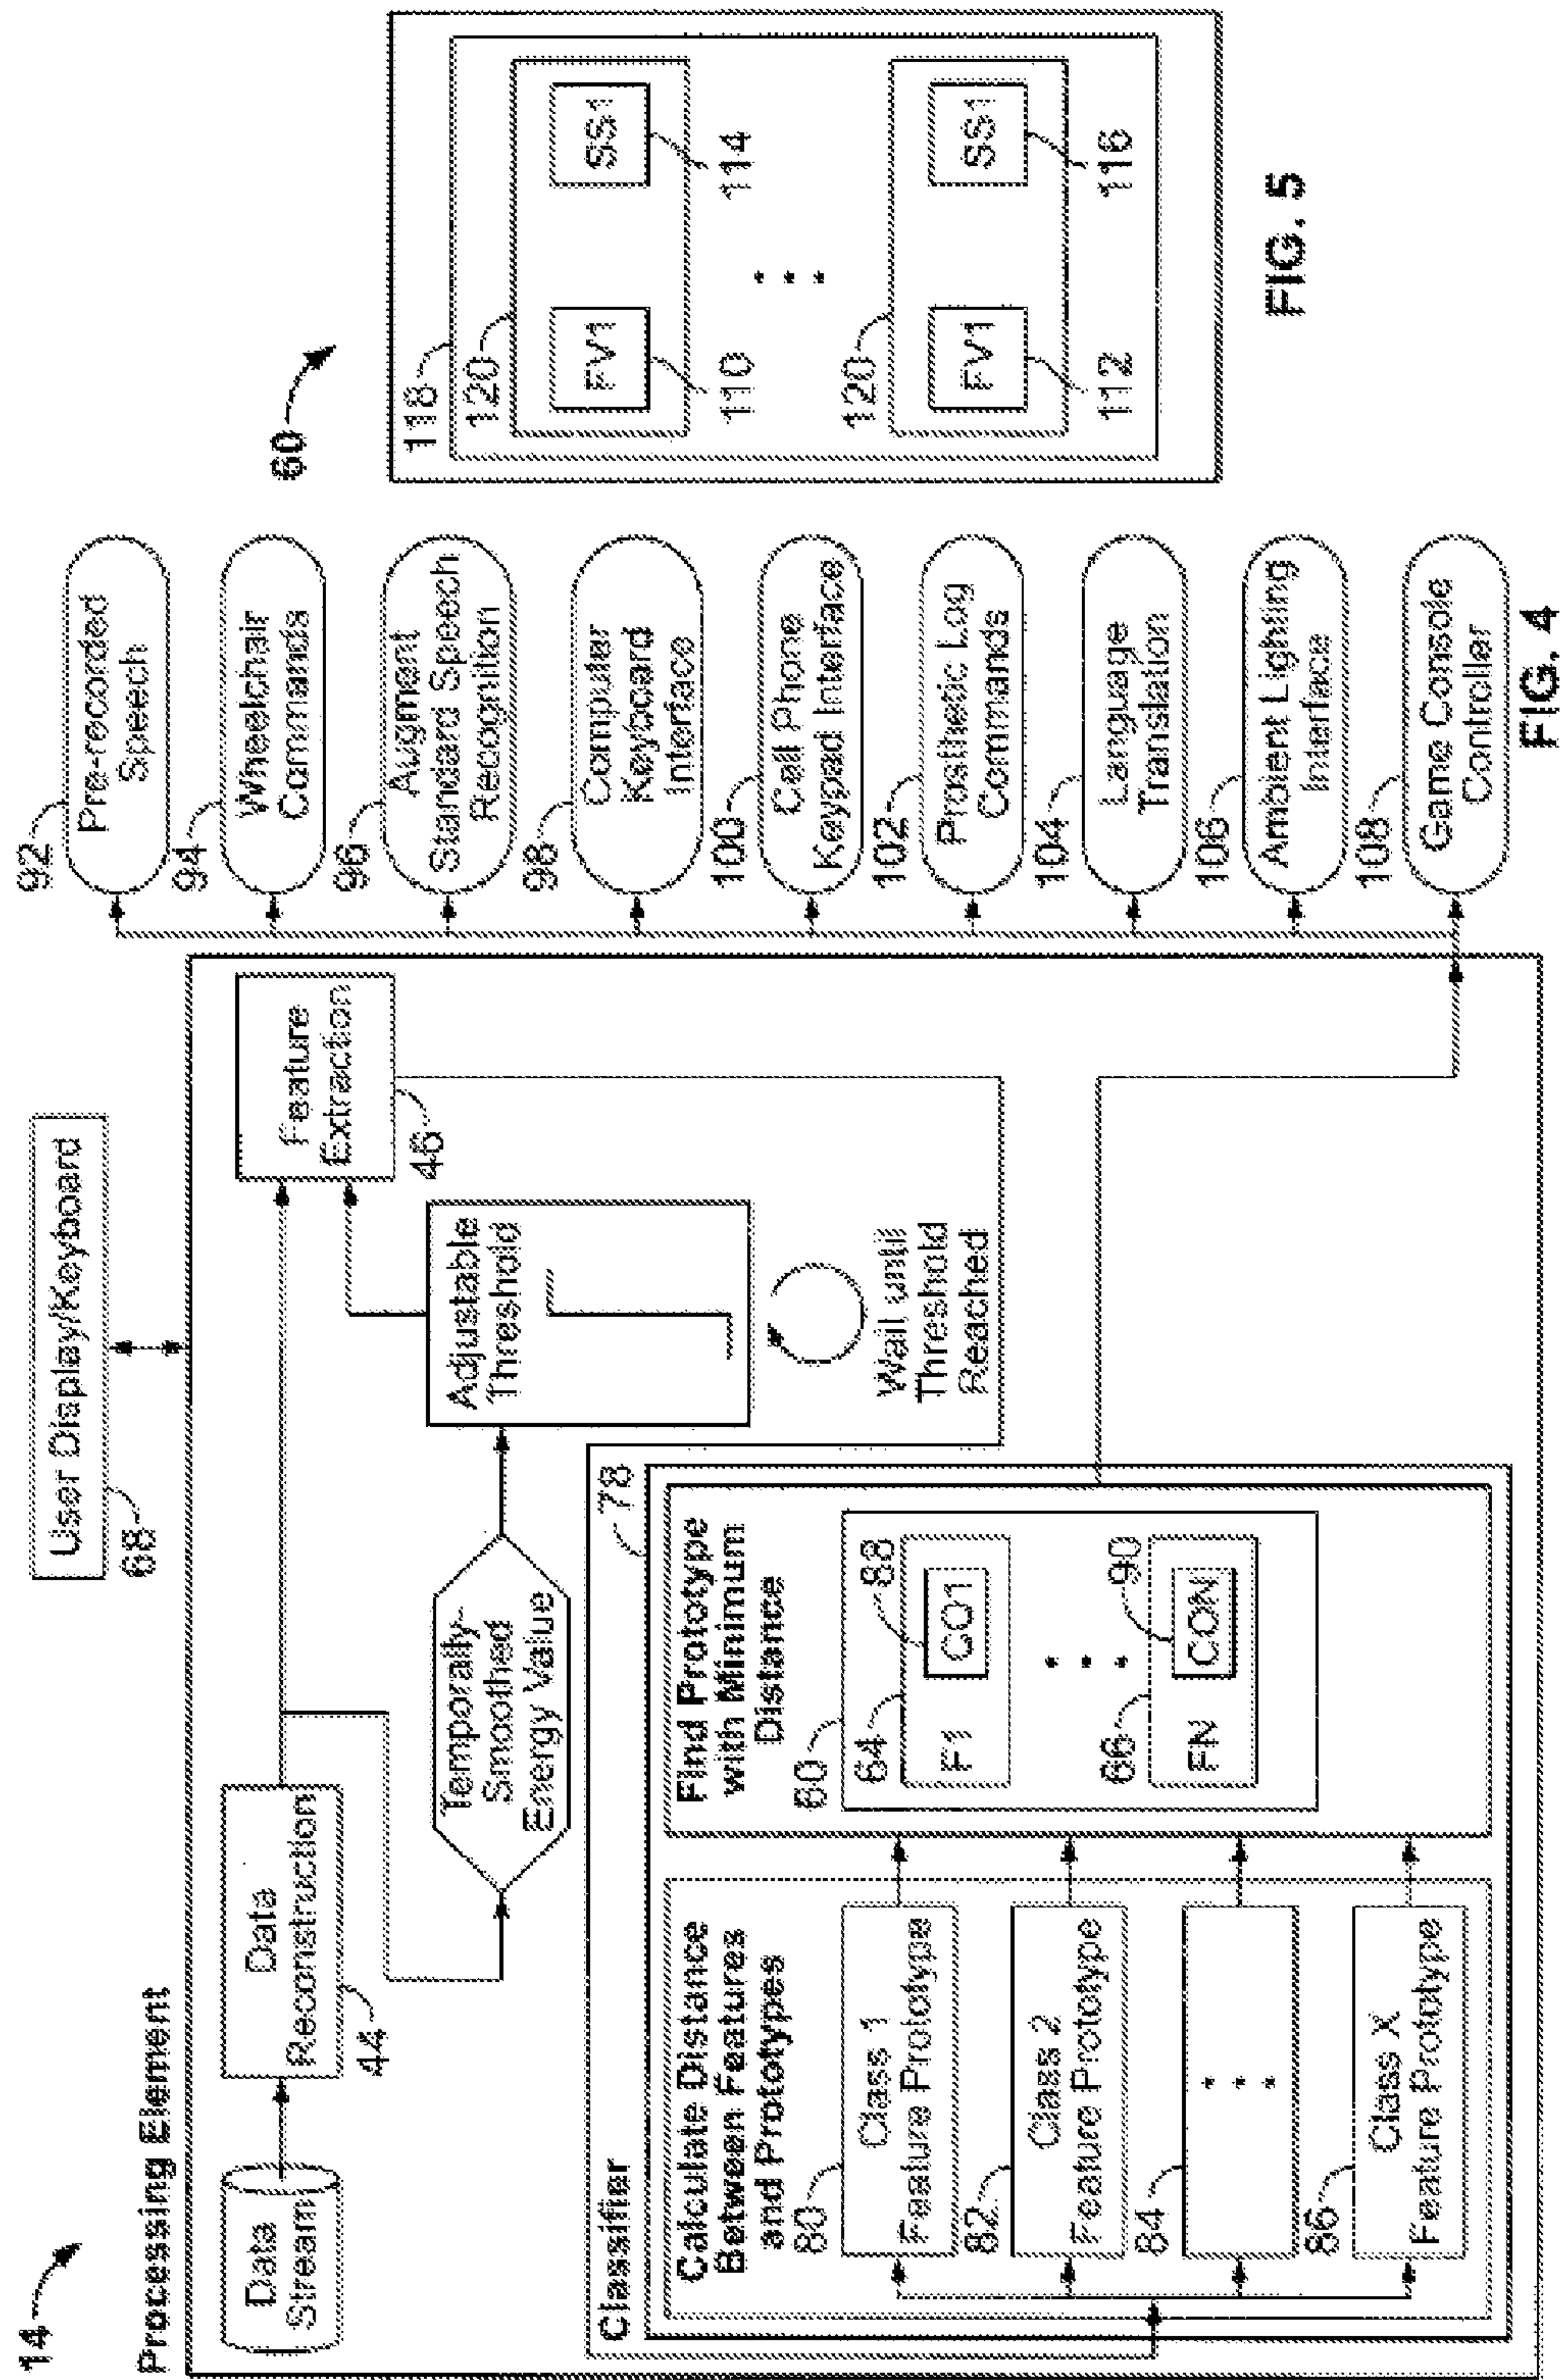 14
Processing Element
Data
Stream
Data
Reconstruction
44
Temporally-
Smoothed
Energy Value
Adjustable
Threshold
Wait until
Threshold
Reached
Feature
Extraction
46
User Display/Keyboard
68
Classifier
78
Calculate Distance
Between Features
and Prototypes
80
Class 1
Feature Prototype
82
Class 2
Feature Prototype
84
86
Class X
Feature Prototype
Find Prototype
with Minimum
Distance
60
64
F1
CO1
88
66
FN
CON
90
92
Pre-recorded
Speech
94
Wheelchair
Commands
96
Augment
Standard Speech
Recognition
98
Computer
Keyboard
Interface
100
Cell Phone
Keypad Interface
102
Prosthetic Log
Commands
104
Language
Translation
106
Ambient Lighting
Interface
108
Game Console
Controller
FIG. 4
60
118
120
FV1
SS1
110
114
120
FV1
SS1
112
116
FIG. 5